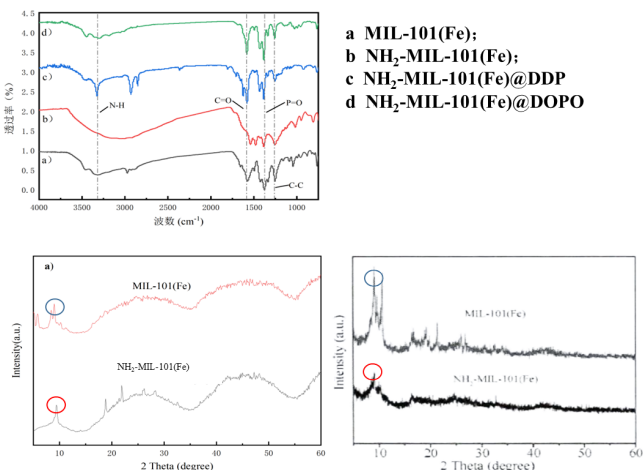 4.5
4.0
3.5
3.0
2.5
2.0
1.5
1.0
0.5
0.0
透过率 (%)
d）
c）
b）
a）
N-H
C=O
P=O
C-C
4000 3500 3000 2500 2000 1500 1000
波数 (cm⁻¹)
a MIL-101(Fe)；
b NH₂-MIL-101(Fe)；
c NH₂-MIL-101(Fe)@DDP
d NH₂-MIL-101(Fe)@DOPO
a)
MIL-101(Fe)
NH₂-MIL-101(Fe)
Intensity(a.u.)
10 20 30 40 50 60
2 Theta (degree)
MIL-101(Fe)
NH₂-MIL-101(Fe)
Intensity (a.u.)
10 20 30 40 50 60
2 Theta (degree)